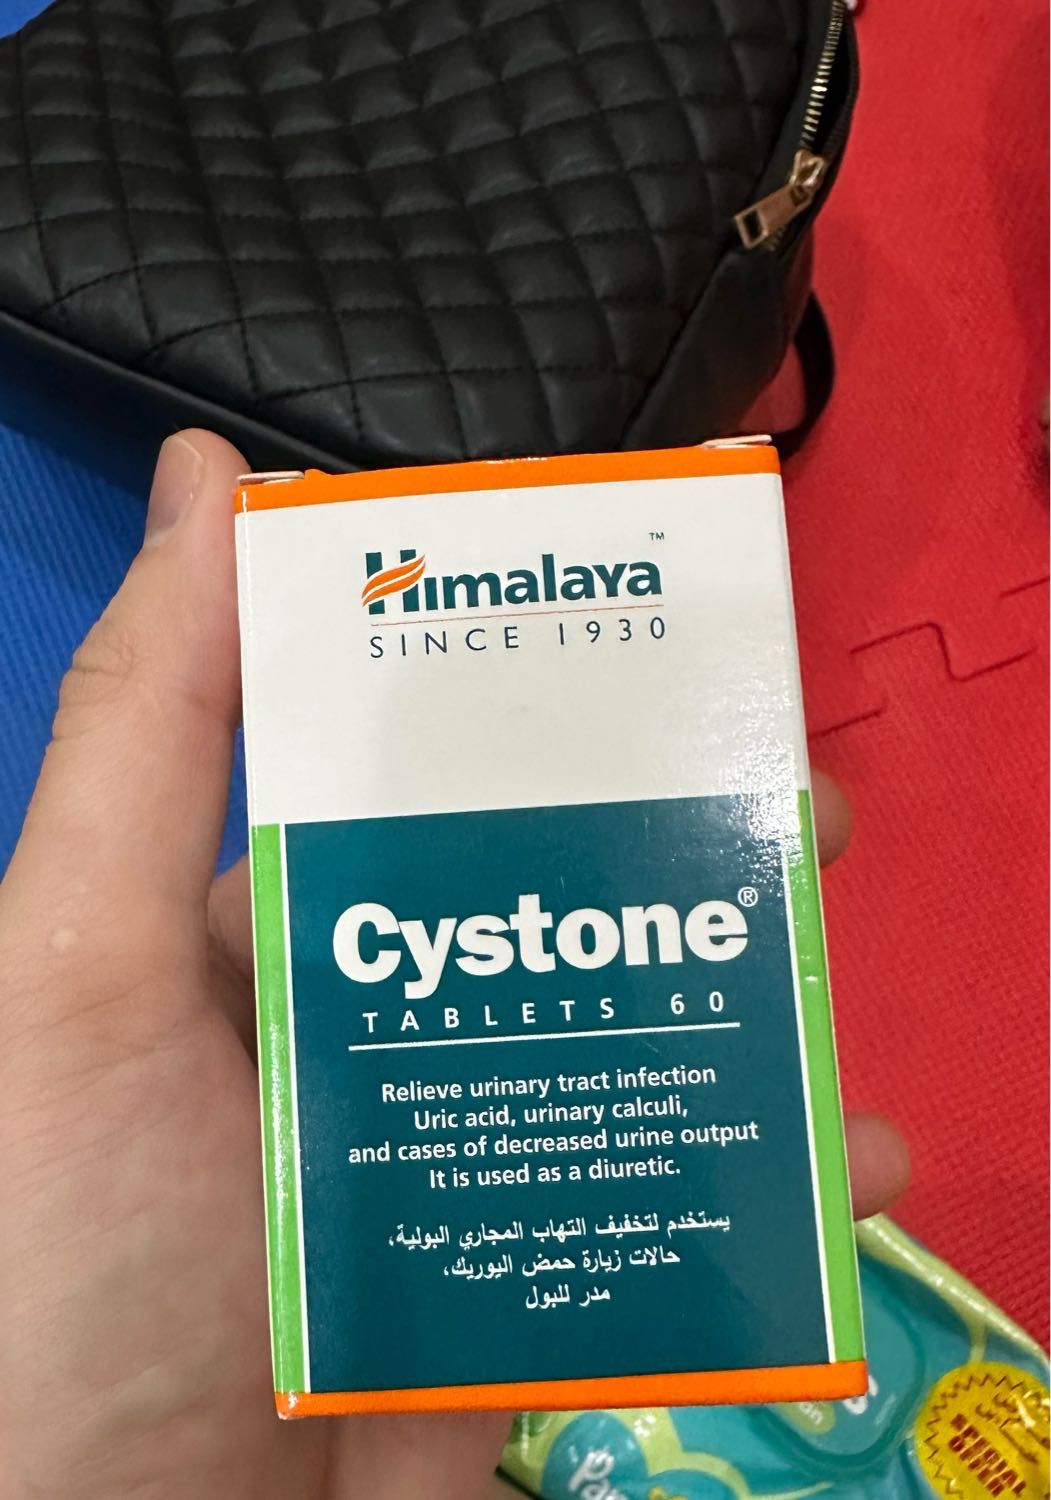 Himalaya™
SINCE 1930
Cystone®
TABLETS 60
Relieve urinary tract infection
Uric acid, urinary calculi,
and cases of decreased urine output
It is used as a diuretic.
يستخدم لتخفيف التهاب المجاري البولية،
حالات زيارة حمض اليوريك،
مدر للبول